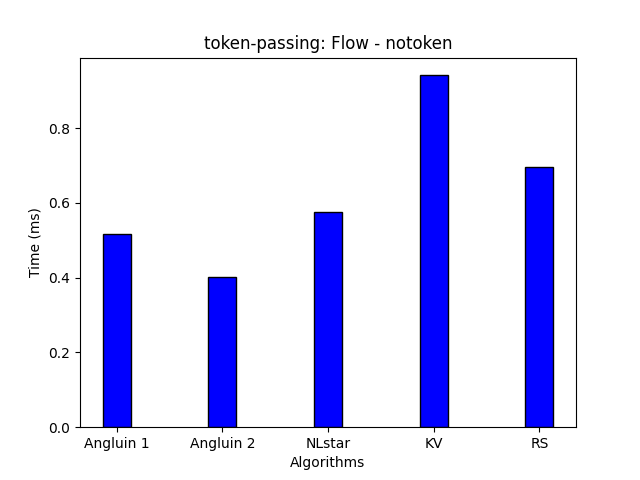 token-passing: Flow - notoken
Time (ms)
0.8
0.6
0.4
0.2
0.0
Angluin 1
Angluin 2
NLstar
KV
RS
Algorithms